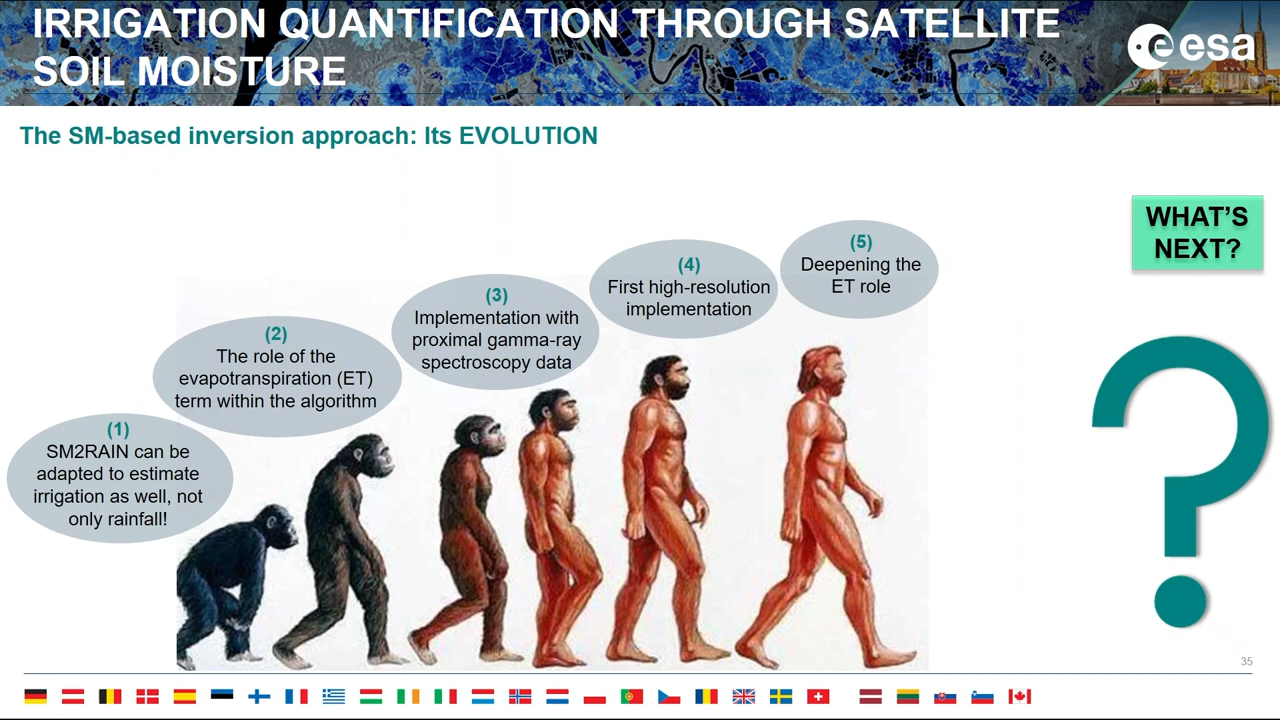 IRRIGATION QUANTIFICATION THROUGH SATELLITE
SOIL MOISTURE
esa
The SM-based inversion approach: Its EVOLUTION
WHAT'S
NEXT?
(1)
SM2RAIN can be
adapted to estimate
irrigation as well, not
only rainfall!
(2)
The role of the
evapotranspiration (ET)
term within the algorithm
(3)
Implementation with
proximal gamma-ray
spectroscopy data
(4)
First high-resolution
implementation
(5)
Deepening the
ET role
?
35